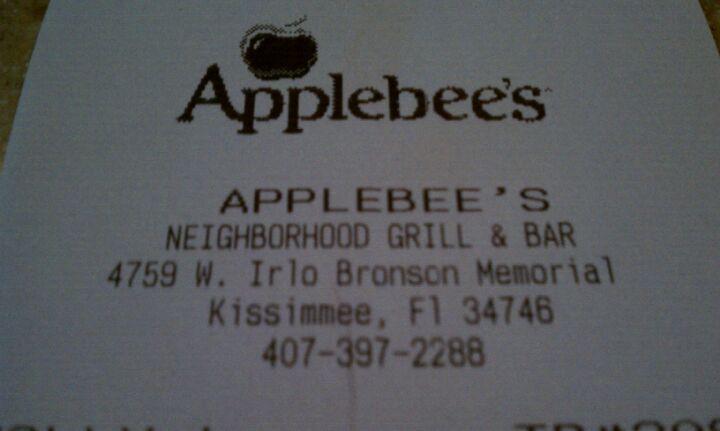 Applebee's
APPLEBEE'S
NEIGHBORHOOD GRILL & BAR
4759 W. Irlo Bronson Memorial
Kissimmee, Fl 34746
407-397-2288